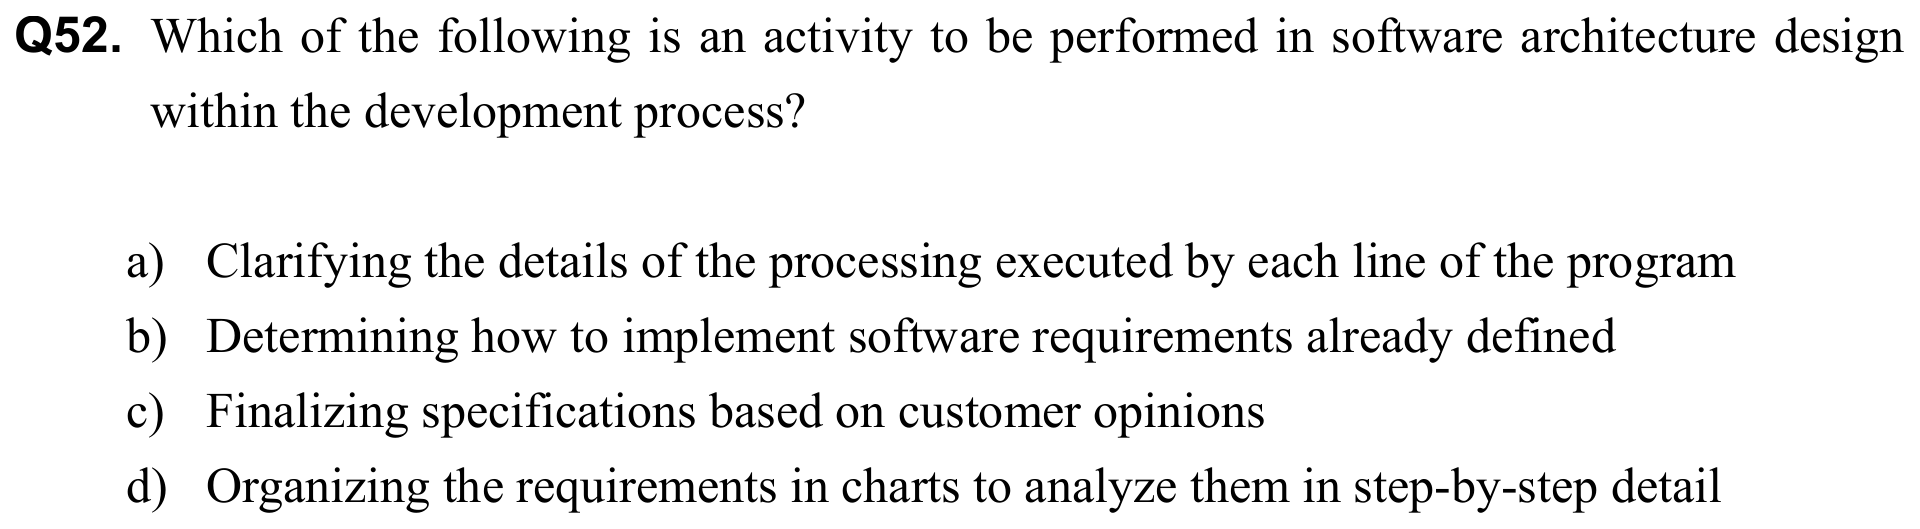 Q52. Which of the following is an activity to be performed in software architecture design
within the development process?
a) Clarifying the details of the processing executed by each line of the program
b) Determining how to implement software requirements already defined
c) Finalizing specifications based on customer opinions
d) Organizing the requirements in charts to analyze them in step-by-step detail